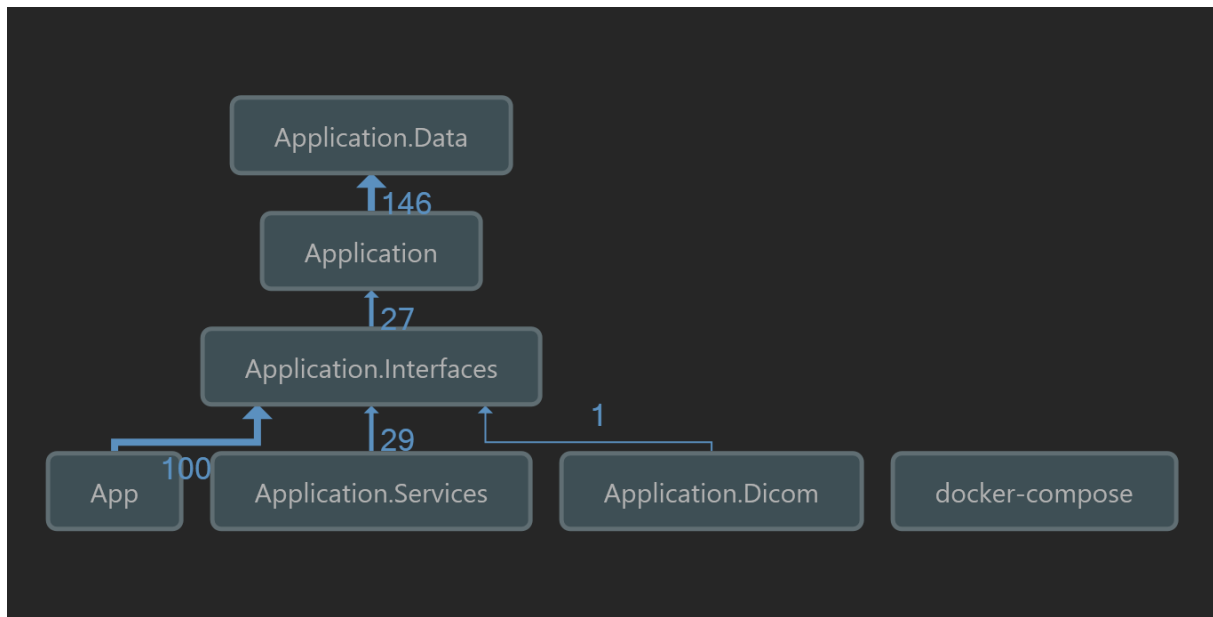 Application.Data
146
Application
27
Application.Interfaces
1
29
100
App
Application.Services
Application.Dicom
docker-compose